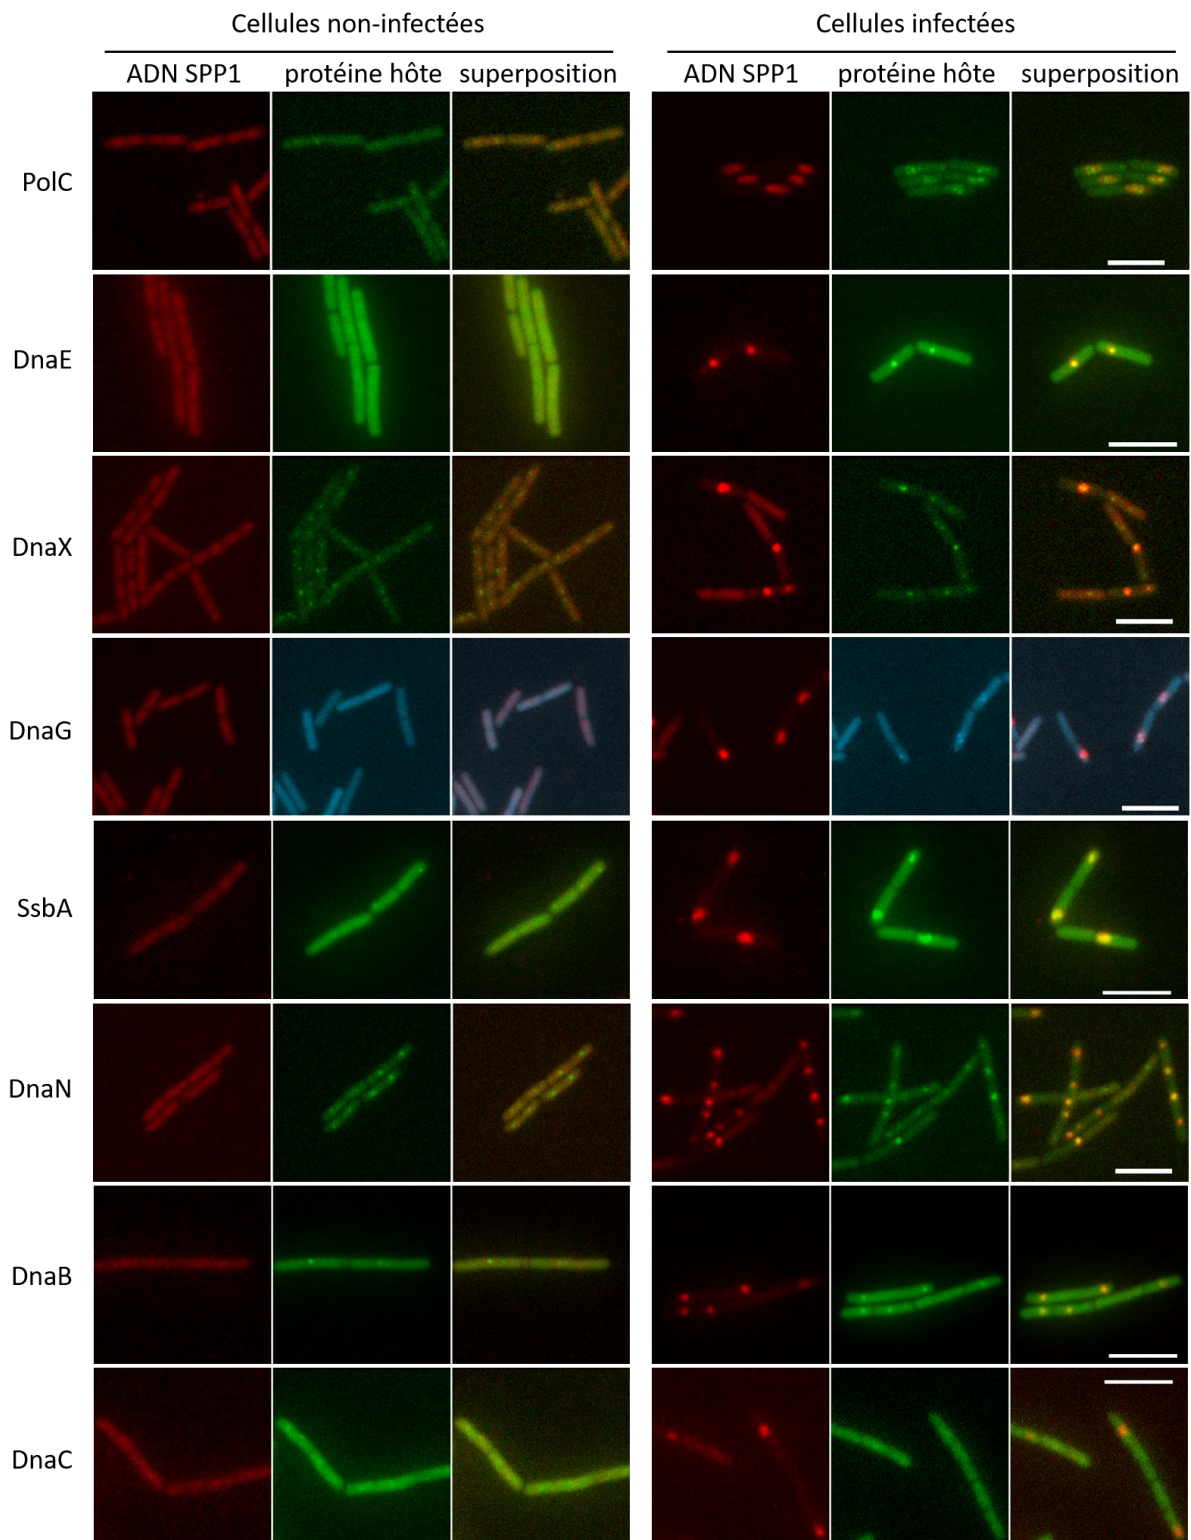 Cellules non-infectées
Cellules infectées
ADN SPP1 protéine hôte superposition
ADN SPP1 protéine hôte superposition
PolC
DnaE
DnaX
DnaG
SsbA
DnaN
DnaB
DnaC